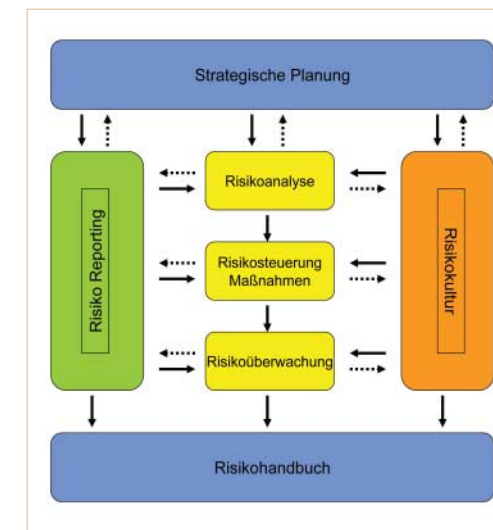 Strategische Planung
Risiko Reporting
Risikoanalyse
Risikosteuerung
Maßnahmen
Risikoüberwachung
Risikokultur
Risikohandbuch